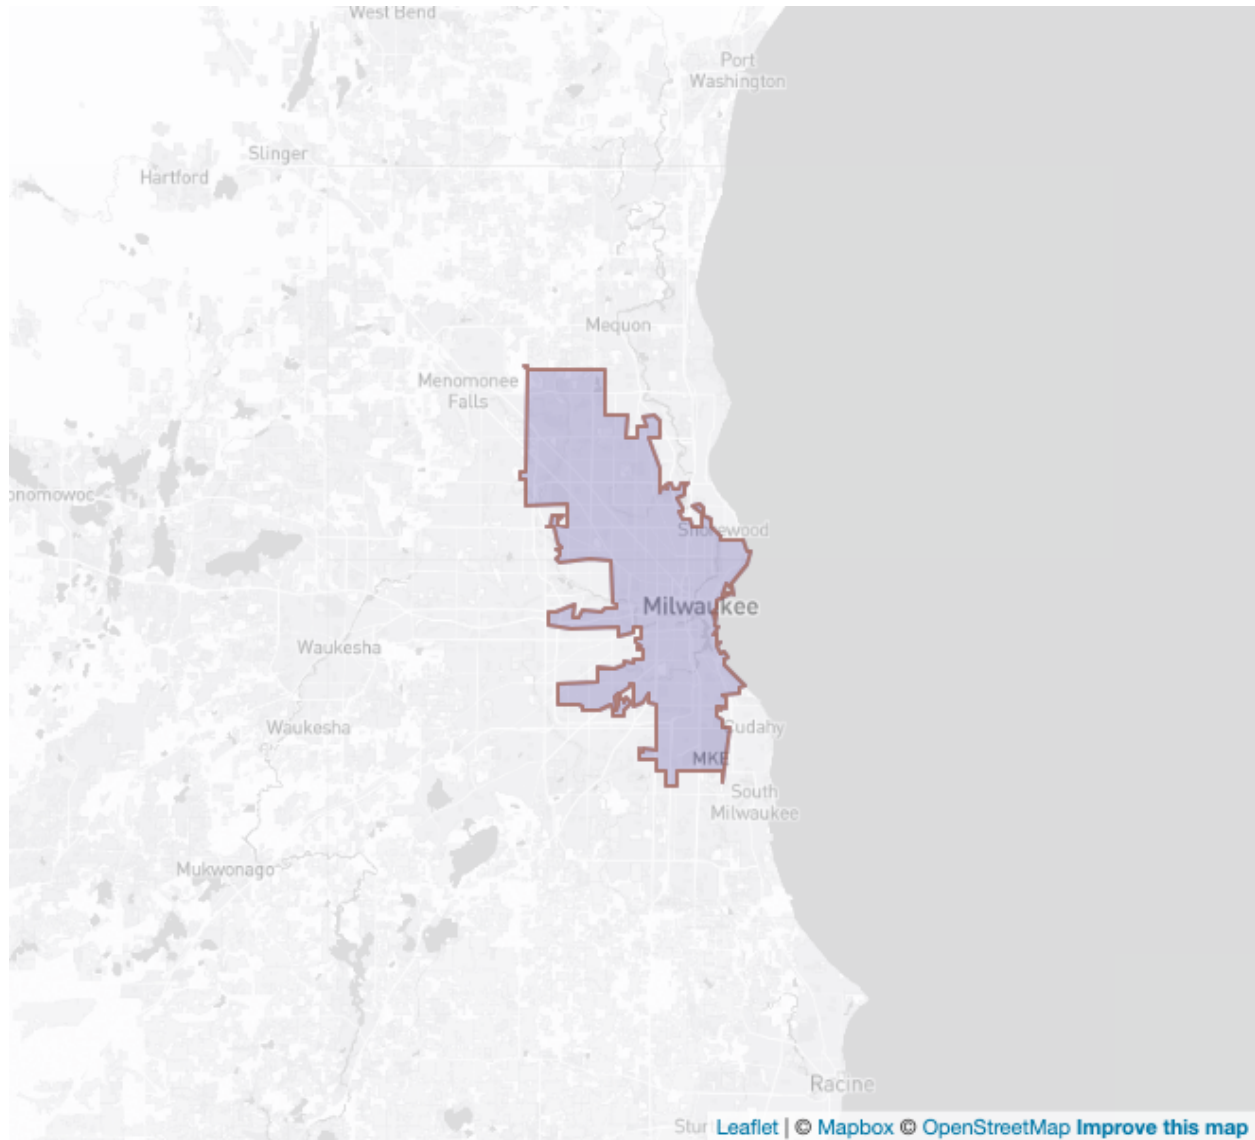 West Bend
Port
Washington
Slinger
Hartford
Mequon
Menomonee
Falls
onomowoc
Shorewood
Milwaukee
Waukesha
Waukesha
Cudahy
MKE
South
Milwaukee
Mukwonago
Racine
Stur
Leaflet | © Mapbox © OpenStreetMap Improve this map